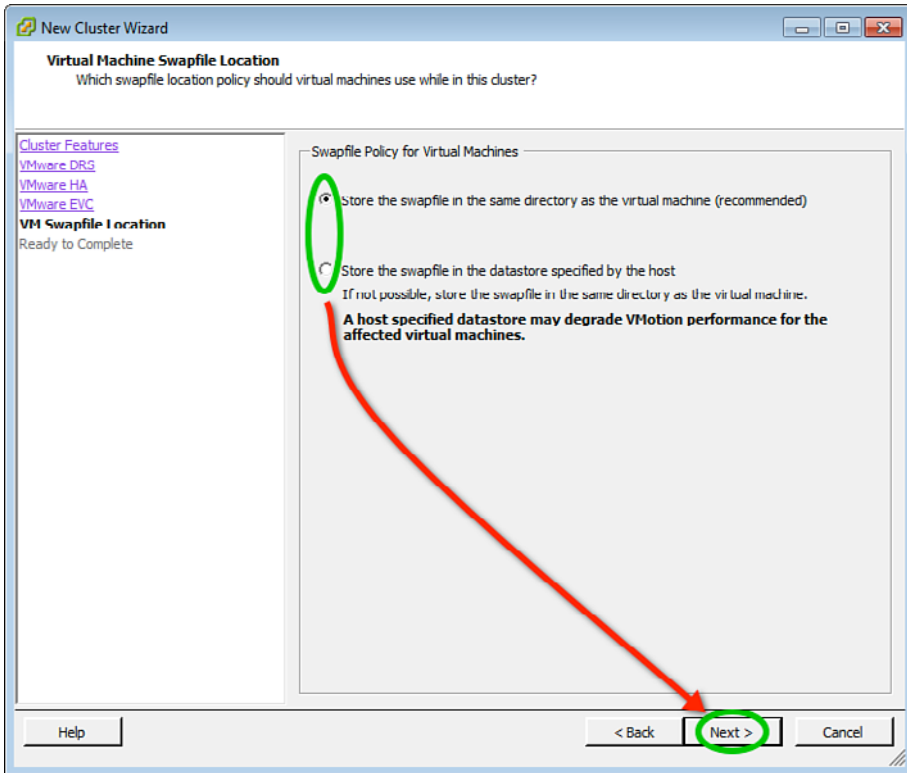 New Cluster Wizard
Virtual Machine Swapfile Location
Which swapfile location policy should virtual machines use while in this cluster?
Cluster Features
VMware DRS
VMware HA
VMware EVC
VM Swapfile Location
Ready to Complete
Swapfile Policy for Virtual Machines
Store the swapfile in the same directory as the virtual machine (recommended)
Store the swapfile in the datastore specified by the host
If not possible, store the swapfile in the same directory as the virtual machine.
A host specified datastore may degrade VMotion performance for the
affected virtual machines.
Help
< Back
Next >
Cancel